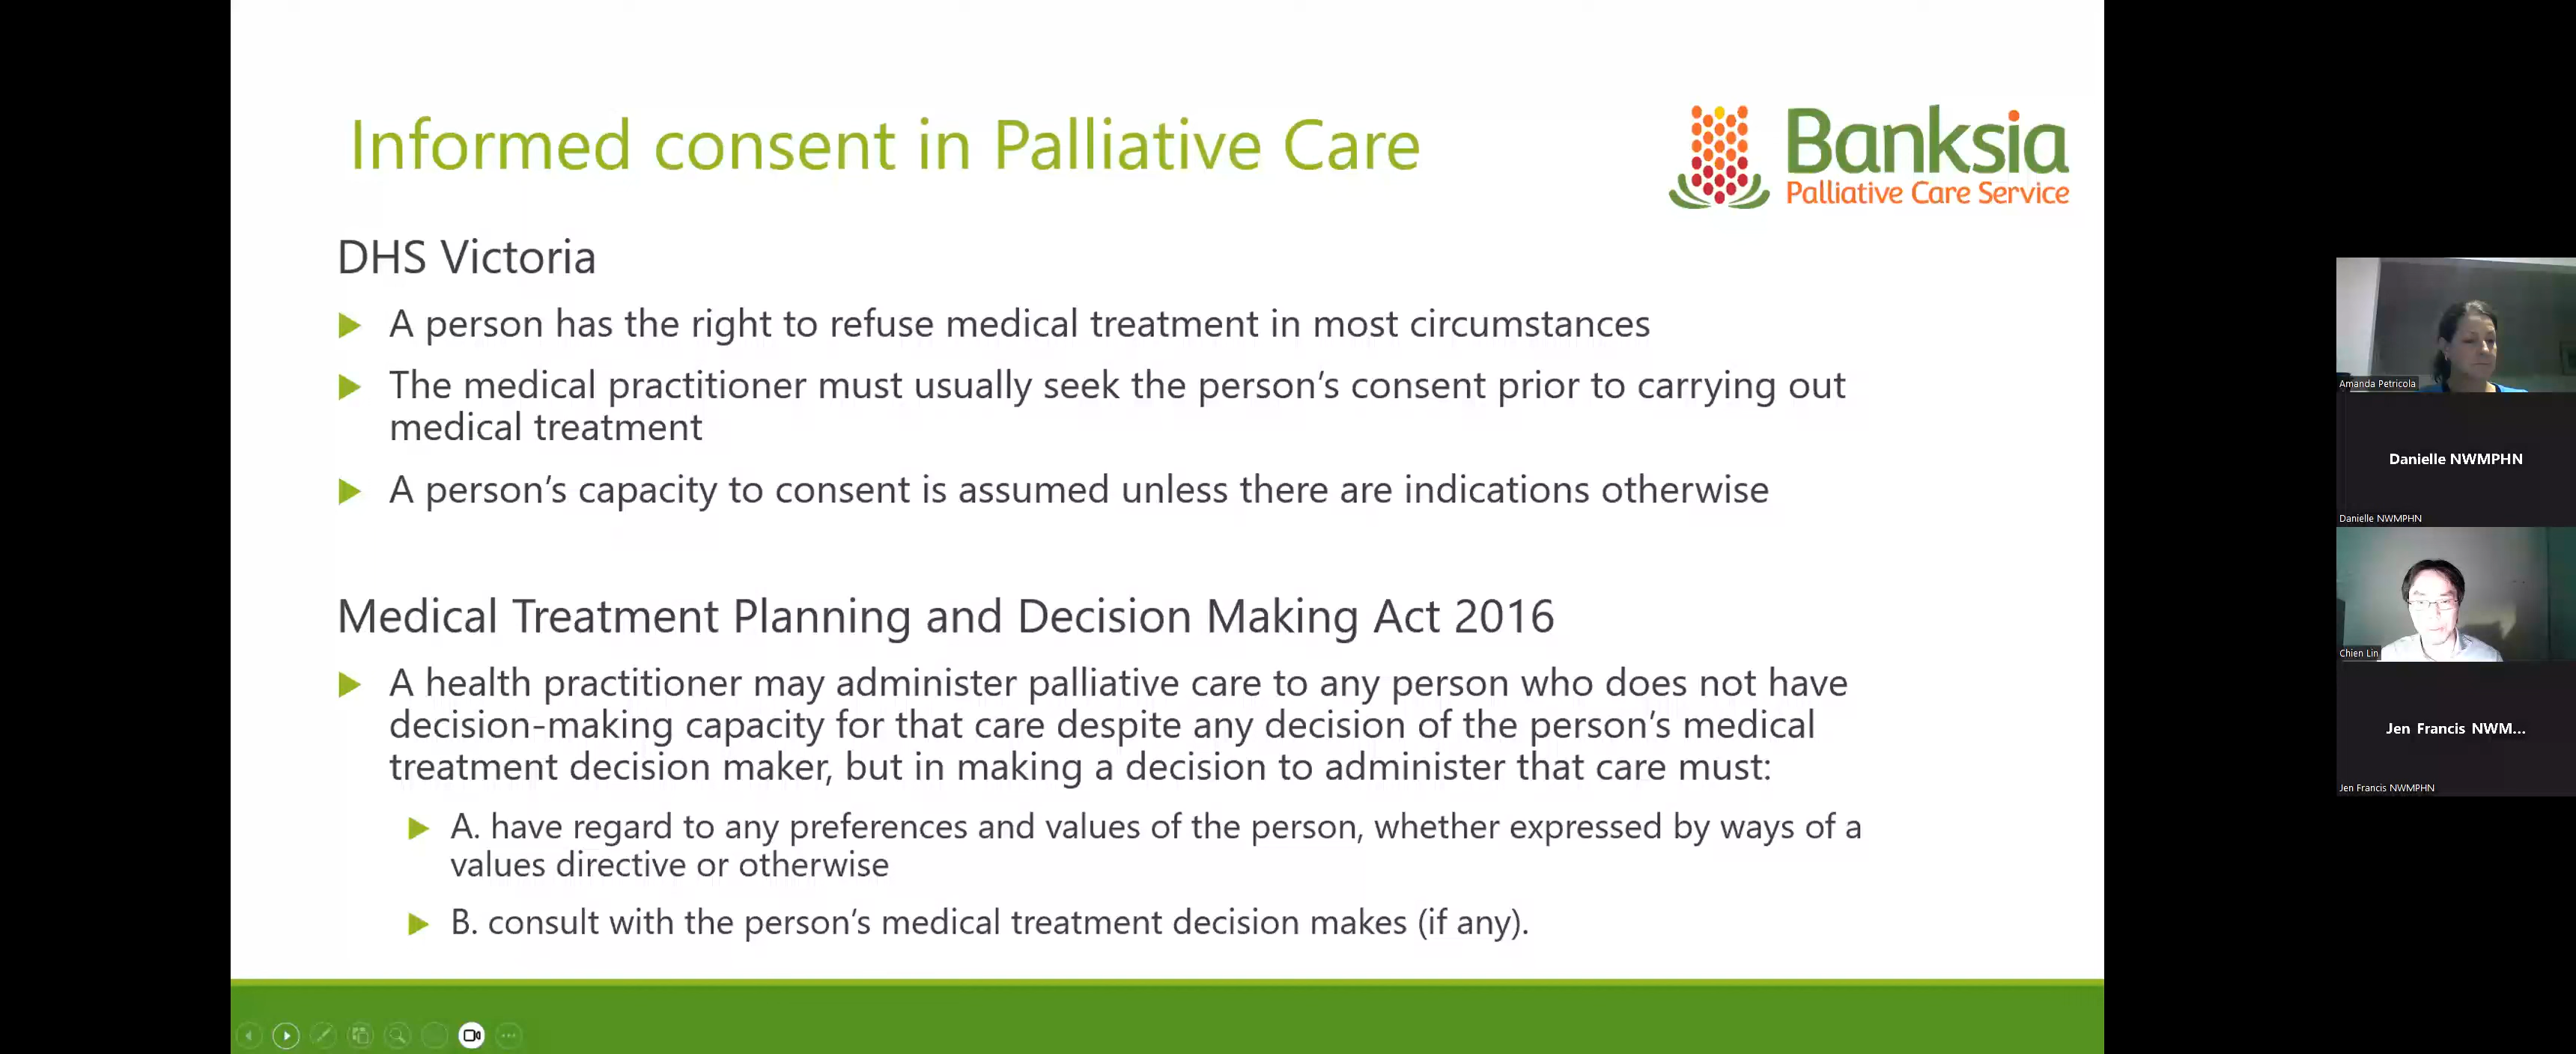 Informed consent in Palliative Care
Banksia
Palliative Care Service
DHS Victoria
A person has the right to refuse medical treatment in most circumstances
The medical practitioner must usually seek the person's consent prior to carrying out
medical treatment
A person's capacity to consent is assumed unless there are indications otherwise
Medical Treatment Planning and Decision Making Act 2016
A health practitioner may administer palliative care to any person who does not have
decision-making capacity for that care despite any decision of the person's medical
treatment decision maker, but in making a decision to administer that care must:
A. have regard to any preferences and values of the person, whether expressed by ways of a
values directive or otherwise
B. consult with the person's medical treatment decision makes (if any).
Amanda Petricola
Danielle NWMPHN
Danielle NWMPHN
Chien Lin
Jen Francis NWM...
Jen Francis NWMPHN